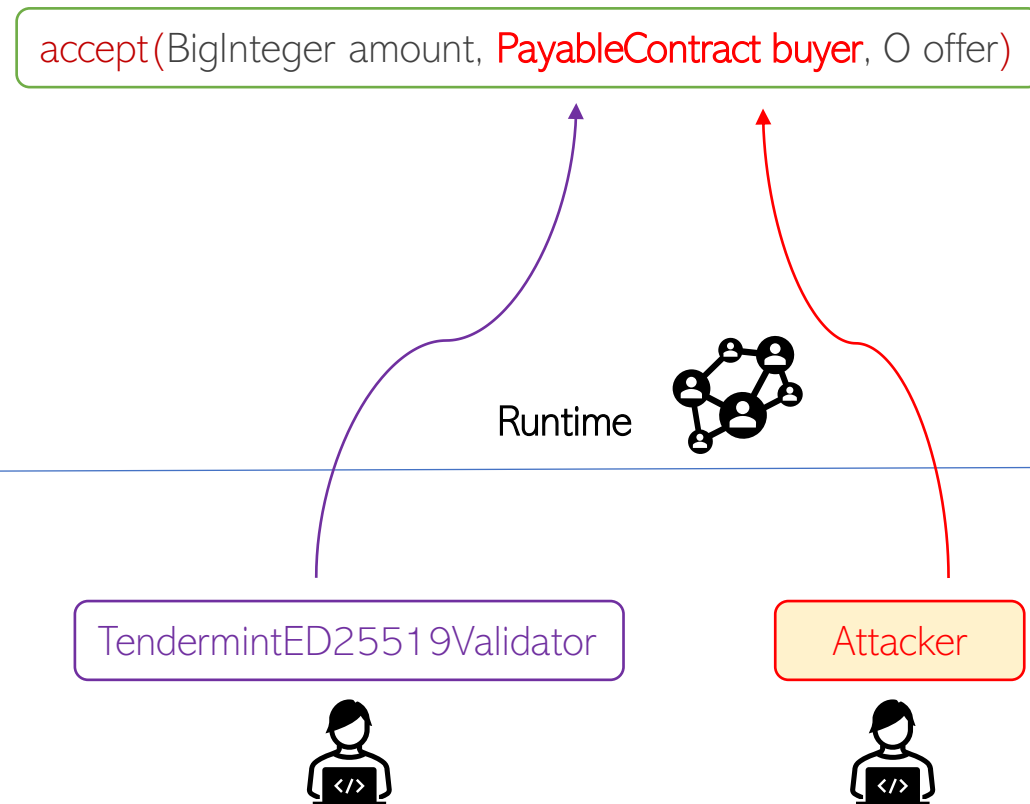 accept(BigInteger amount, PayableContract buyer, O offer)
Runtime
TendermintED25519Validator
Attacker
</>
</>